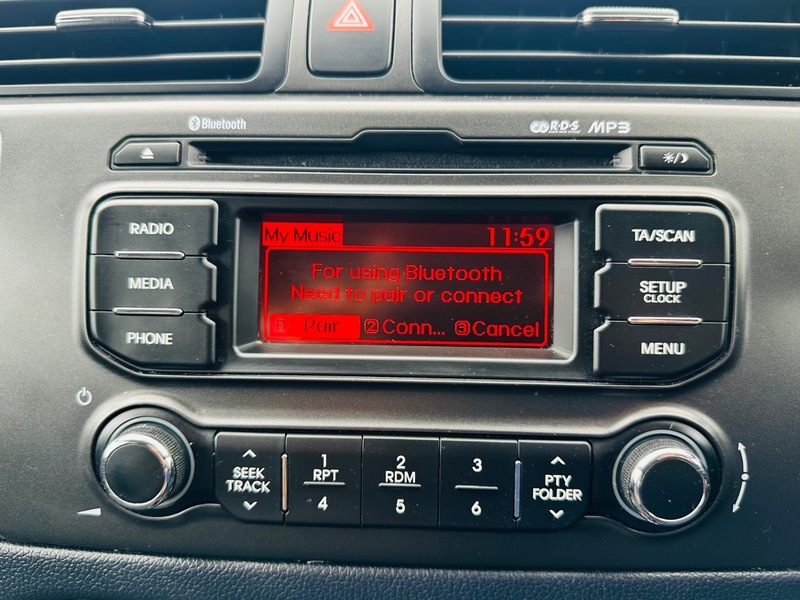 Bluetooth
R·D·S MP3
RADIO
MEDIA
PHONE
My Music 11:59
For using Bluetooth
Need to pair or connect
1 Pair 2 Conn... 3 Cancel
TA/SCAN
SETUP
CLOCK
MENU
SEEK
TRACK
1
RPT
4
2
RDM
5
3
6
PTY
FOLDER